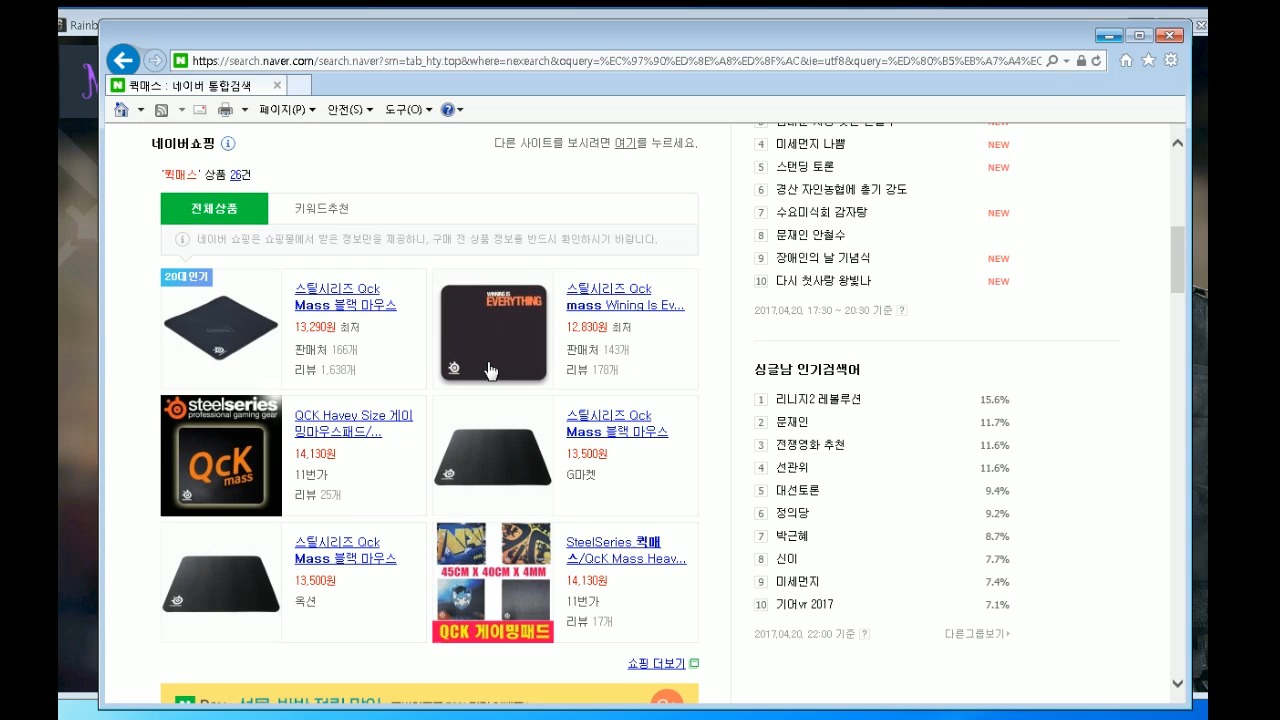 Rainb
https://search.naver.com/search.naver?sm=tab_hty.top&where=nexearch&oquery=%EC%97%90%ED%8E%A8%ED%8F%AC&ie=utf8&query=%ED%80%B5%EB%A7%A4%EC
퀵매스 : 네이버 통합검색
페이지(P) 안전(S) 도구(O)
네이버쇼핑
다른 사이트를 보시려면 여기를 누르세요.
'퀵매스' 상품 26건
전체상품 키워드추천
네이버 쇼핑은 쇼핑몰에서 받은 정보만을 제공하니, 구매 전 상품 정보를 반드시 확인하시기 바랍니다.
20대 인기
스틸시리즈 Qck
Mass 블랙 마우스
13,290원 최저
판매처 166개
리뷰 1,638개
WINNING IS
EVERYTHING
스틸시리즈 Qck
mass Wining Is Ev...
12,890원 최저
판매처 143개
리뷰 178개
steelseries
professional gaming gear
QcK
mass
QCK Havey Size 게이
밍마우스패드/...
14,130원
11번가
리뷰 25개
스틸시리즈 Qck
Mass 블랙 마우스
13,500원
G마켓
스틸시리즈 Qck
Mass 블랙 마우스
13,500원
옥션
45CM X 40CM X 4MM
QCK 게이밍패드
SteelSeries 퀵매
스/QcK Mass Heav...
14,130원
11번가
리뷰 17개
쇼핑 더보기
4 미세먼지 나쁨 NEW
5 스탠딩 토론 NEW
6 경산 자인농협에 총기 강도
7 수요미식회 감자탕 NEW
8 문재인 안철수
9 장애인의 날 기념식 NEW
10 다시 첫사랑 왕빛나 NEW
2017.04.20. 17:30 ~ 20:30 기준 ?
싱글남 인기검색어
1 리니지2 레볼루션 15.6%
2 문재인 11.7%
3 전쟁영화 추천 11.6%
4 선관위 11.6%
5 대선토론 9.4%
6 정의당 9.2%
7 박근혜 8.7%
8 신이 7.7%
9 미세먼지 7.4%
10 기어vr 2017 7.1%
2017.04.20. 22:00 기준 ?
다른그룹보기